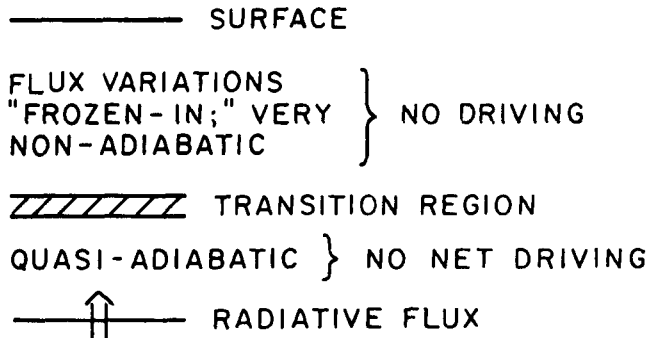 SURFACE
FLUX VARIATIONS
"FROZEN-IN;" VERY
NON-ADIABATIC
NO DRIVING
TRANSITION REGION
QUASI-ADIABATIC } NO NET DRIVING
RADIATIVE FLUX